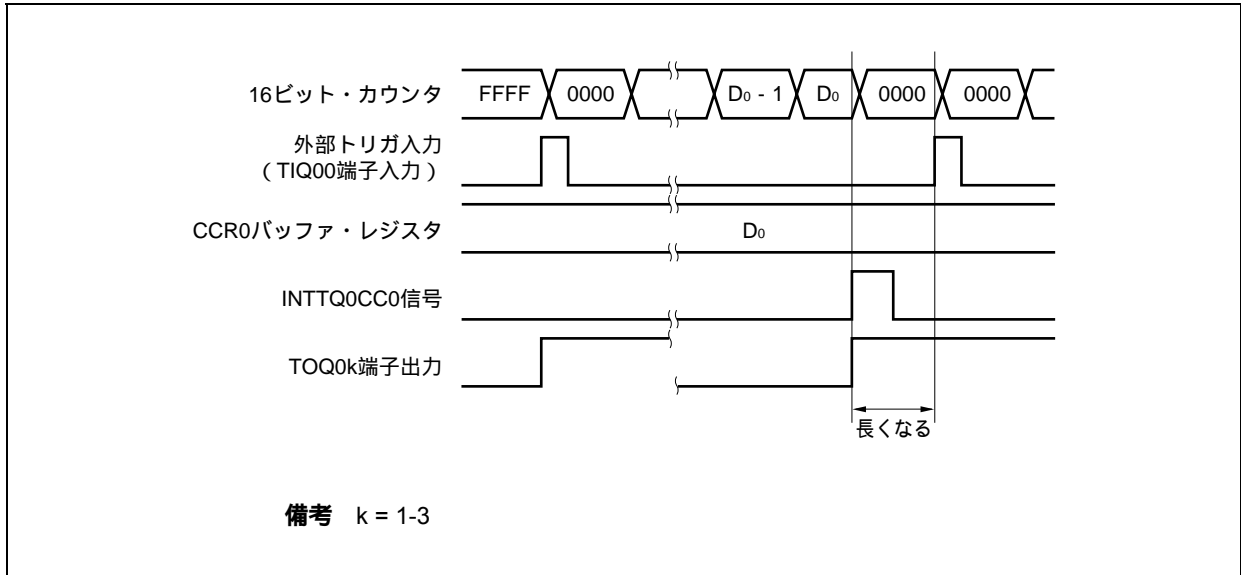 16ビット・カウンタ FFFF 0000 D0 - 1 D0 0000 0000
外部トリガ入力
（TIQ00端子入力）
CCR0バッファ・レジスタ D0
INTTQ0CC0信号
TOQ0k端子出力
長くなる
備考 k = 1-3